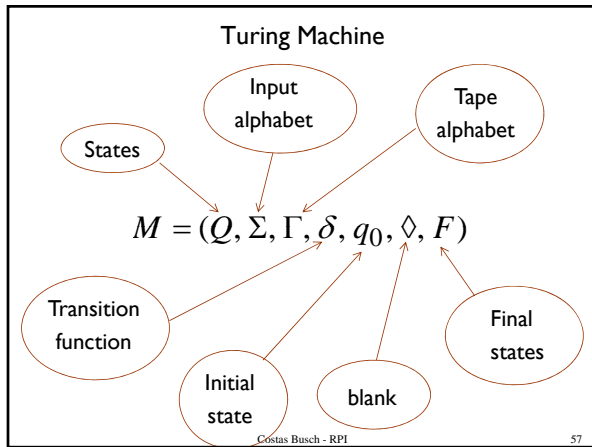 Turing Machine
Input
alphabet
Tape
alphabet
States
M = (Q, Σ, Γ, δ, q₀, ◊, F)
Transition
function
Initial
state
blank
Final
states
Costas Busch - RPI
57